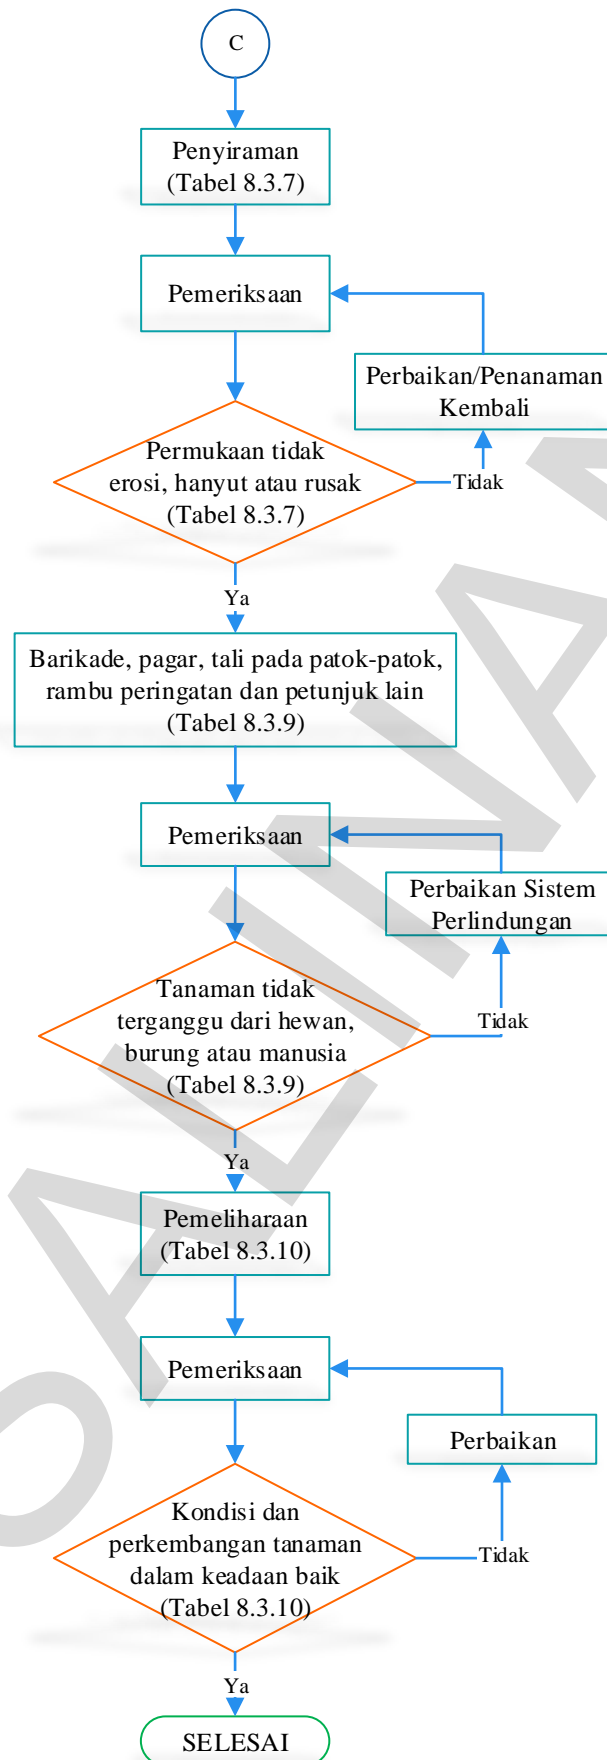 C
Penyiraman
(Tabel 8.3.7)
Pemeriksaan
Perbaikan/Penanaman
Kembali
Permukaan tidak
erosi, hanyut atau rusak
(Tabel 8.3.7)
Tidak
Ya
Barikade, pagar, tali pada patok-patok,
rambu peringatan dan petunjuk lain
(Tabel 8.3.9)
Pemeriksaan
Perbaikan Sistem
Perlindungan
Tanaman tidak
terganggu dari hewan,
burung atau manusia
(Tabel 8.3.9)
Tidak
Ya
Pemeliharaan
(Tabel 8.3.10)
Pemeriksaan
Perbaikan
Kondisi dan
perkembangan tanaman
dalam keadaan baik
(Tabel 8.3.10)
Tidak
Ya
SELESAI
SALINAN